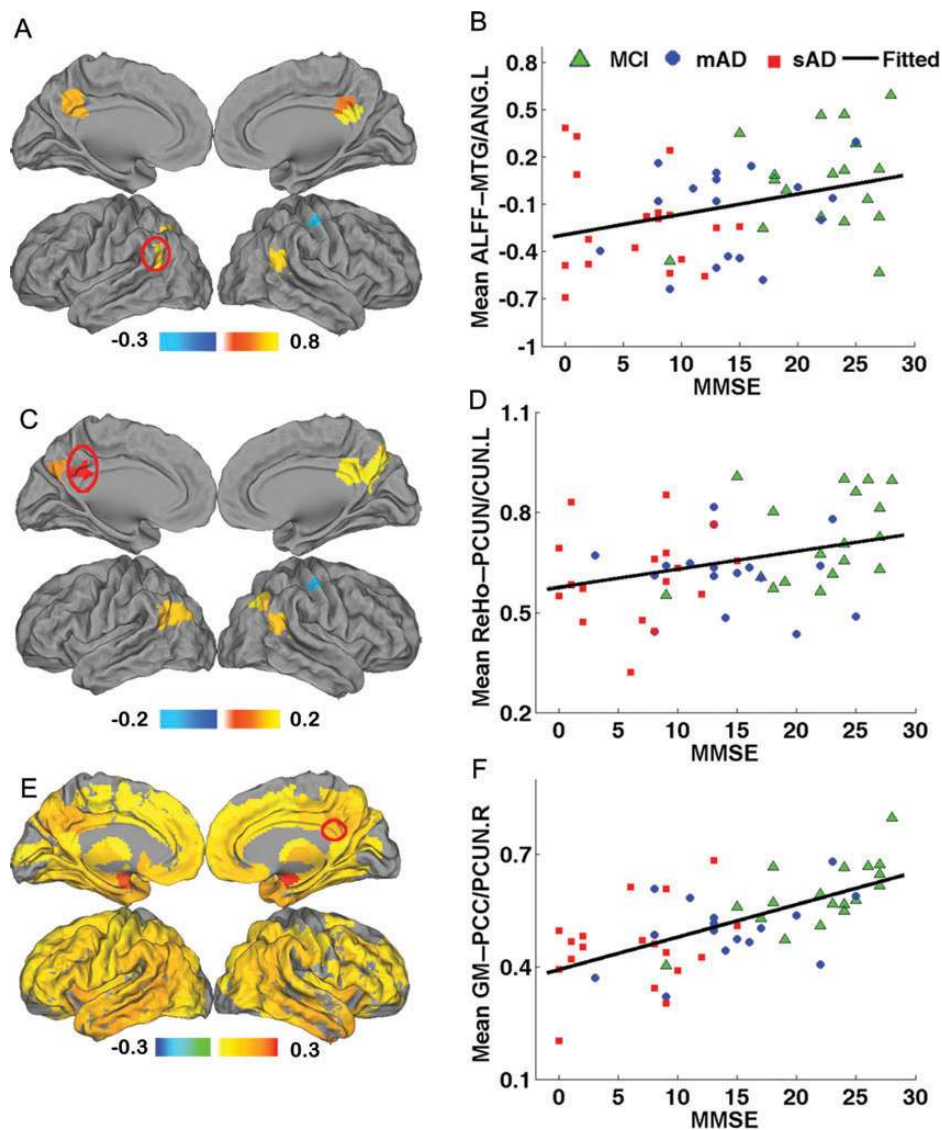 A
-0.3 0.8
B
MCI mAD sAD Fitted
Mean ALFF–MTG/ANG.L
0.8
0.5
0.2
-0.1
-0.4
-0.7
-1
0 5 10 15 20 25 30
MMSE
C
-0.2 0.2
D
Mean ReHo–PCUN/CUN.L
1.1
0.8
0.5
0.2
0 5 10 15 20 25 30
MMSE
E
-0.3 0.3
F
Mean GM–PCC/PCUN.R
0.7
0.4
0.1
0 5 10 15 20 25 30
MMSE